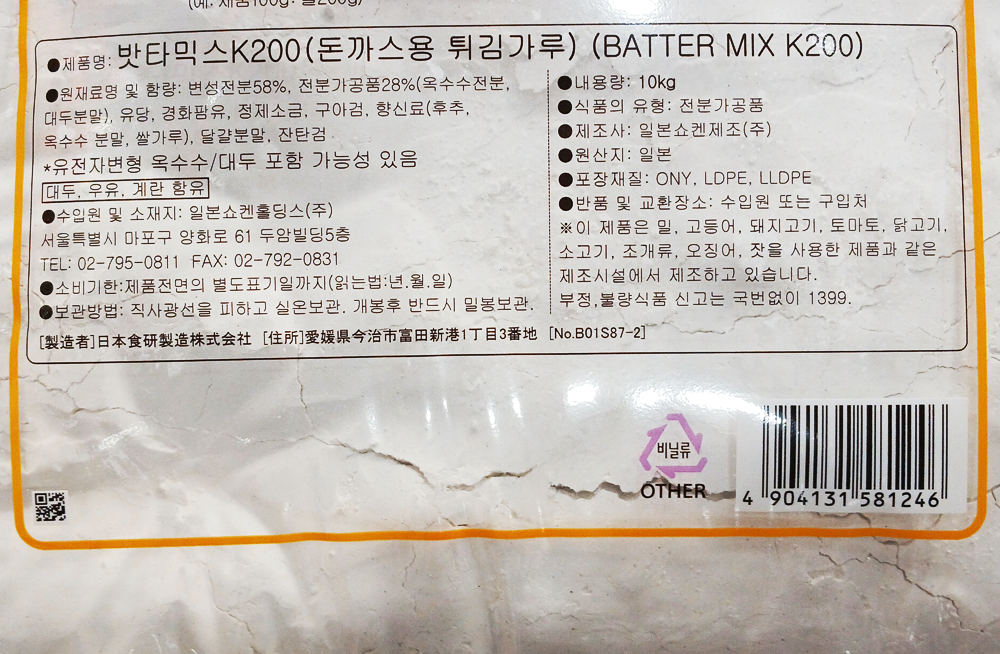 (예: 제품100g: 물200g)
●제품명: 밧타믹스K200(돈까스용 튀김가루) (BATTER MIX K200)
●원재료명 및 함량: 변성전분58%, 전분가공품28%(옥수수전분,
대두분말), 유당, 경화팜유, 정제소금, 구아검, 향신료(후추,
옥수수 분말, 쌀가루), 달걀분말, 잔탄검
*유전자변형 옥수수/대두 포함 가능성 있음
대두, 우유, 계란 함유
●수입원 및 소재지: 일본쇼켄홀딩스(주)
서울특별시 마포구 양화로 61 두암빌딩5층
TEL: 02-795-0811 FAX: 02-792-0831
●소비기한:제품전면의 별도표기일까지(읽는법:년.월.일)
●보관방법: 직사광선을 피하고 실온보관. 개봉후 반드시 밀봉보관.
●내용량: 10kg
●식품의 유형: 전분가공품
●제조사: 일본쇼켄제조(주)
●원산지: 일본
●포장재질: ONY, LDPE, LLDPE
●반품 및 교환장소: 수입원 또는 구입처
※이 제품은 밀, 고등어, 돼지고기, 토마토, 닭고기,
소고기, 조개류, 오징어, 잣을 사용한 제품과 같은
제조시설에서 제조하고 있습니다.
부정,불량식품 신고는 국번없이 1399.
[製造者]日本食研製造株式会社 [住所]愛媛県今治市富田新港1丁目3番地 [No.B01S87-2]
비닐류
OTHER
4 904131 581246